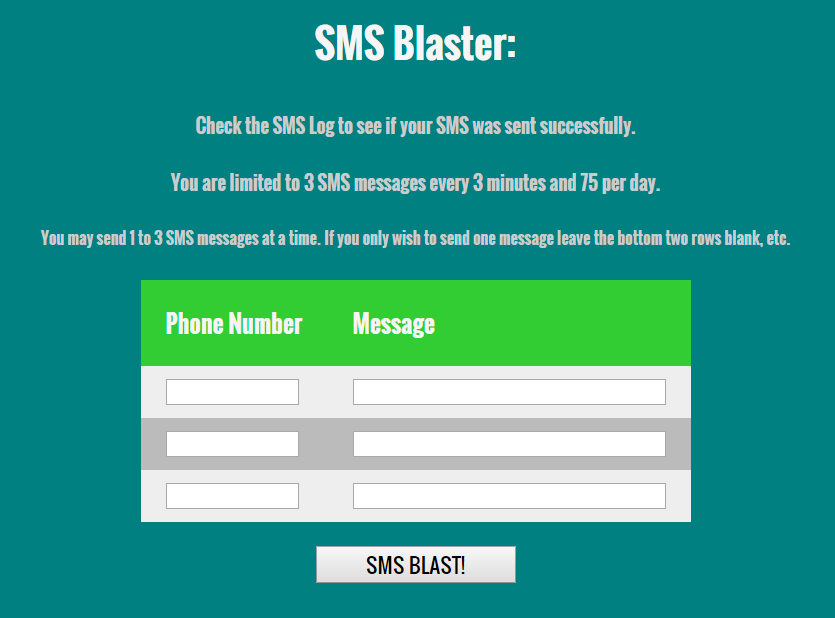 SMS Blaster:
Check the SMS Log to see if your SMS was sent successfully.
You are limited to 3 SMS messages every 3 minutes and 75 per day.
You may send 1 to 3 SMS messages at a time. If you only wish to send one message leave the bottom two rows blank, etc.
Phone Number Message
SMS BLAST!